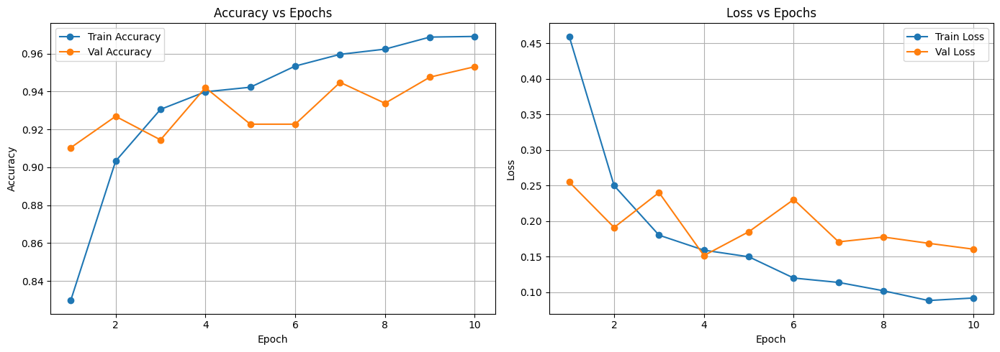 Accuracy vs Epochs
Train Accuracy
Val Accuracy
Accuracy
0.96
0.94
0.92
0.90
0.88
0.86
0.84
2 4 6 8 10
Epoch
Loss vs Epochs
Train Loss
Val Loss
Loss
0.45
0.40
0.35
0.30
0.25
0.20
0.15
0.10
2 4 6 8 10
Epoch